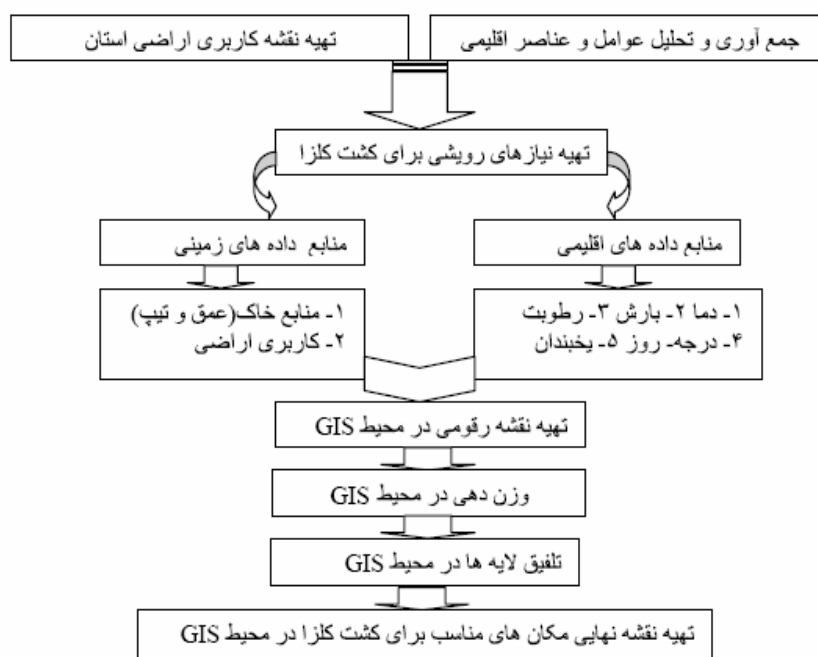 جمع آوری و تحلیل عوامل و عناصر اقلیمی
تهیه نقشه کاربری اراضی استان
تهیه نیازهای رویشی برای کشت کلزا
منابع داده های اقلیمی
منابع داده های زمینی
۱- دما ۲- بارش ۳- رطوبت
۴- درجه- روز ۵- یخبندان
۱- منابع خاک(عمق و تیپ)
۲- کاربری اراضی
تهیه نقشه رقومی در محیط GIS
وزن دهی در محیط GIS
تلفیق لایه ها در محیط GIS
تهیه نقشه نهایی مکان های مناسب برای کشت کلزا در محیط GIS